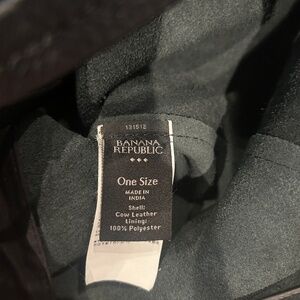 131512
BANANA
REPUBLIC
One Size
MADE IN
INDIA
Shell:
Cow Leather
Lining:
100% Polyester